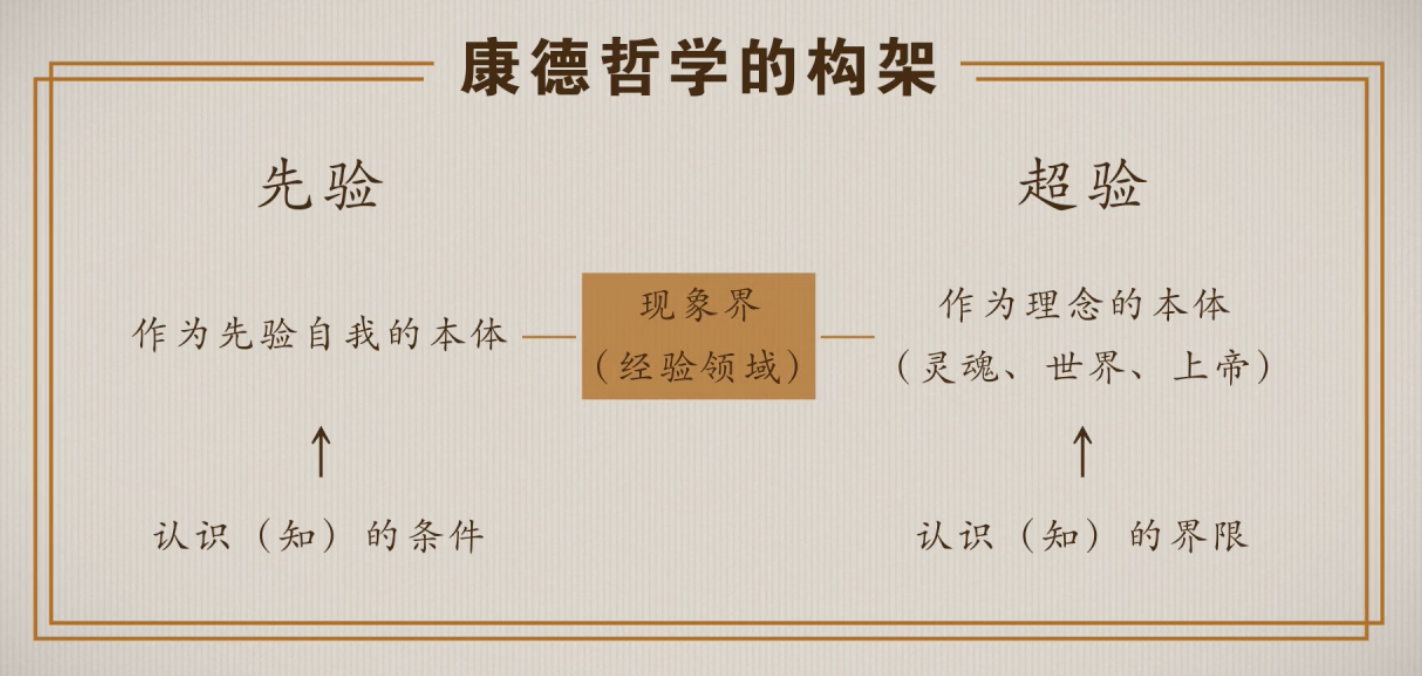 康德哲学的构架
先验
超验
作为先验自我的本体
现象界
（经验领域）
作为理念的本体
（灵魂、世界、上帝）
认识（知）的条件
认识（知）的界限